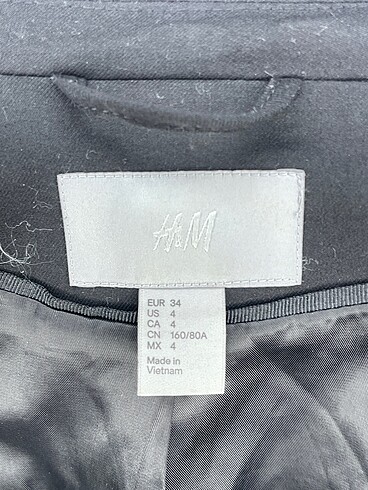 H&M
EUR 34
US 4
CA 4
CN 160/80A
MX 4
Made in
Vietnam